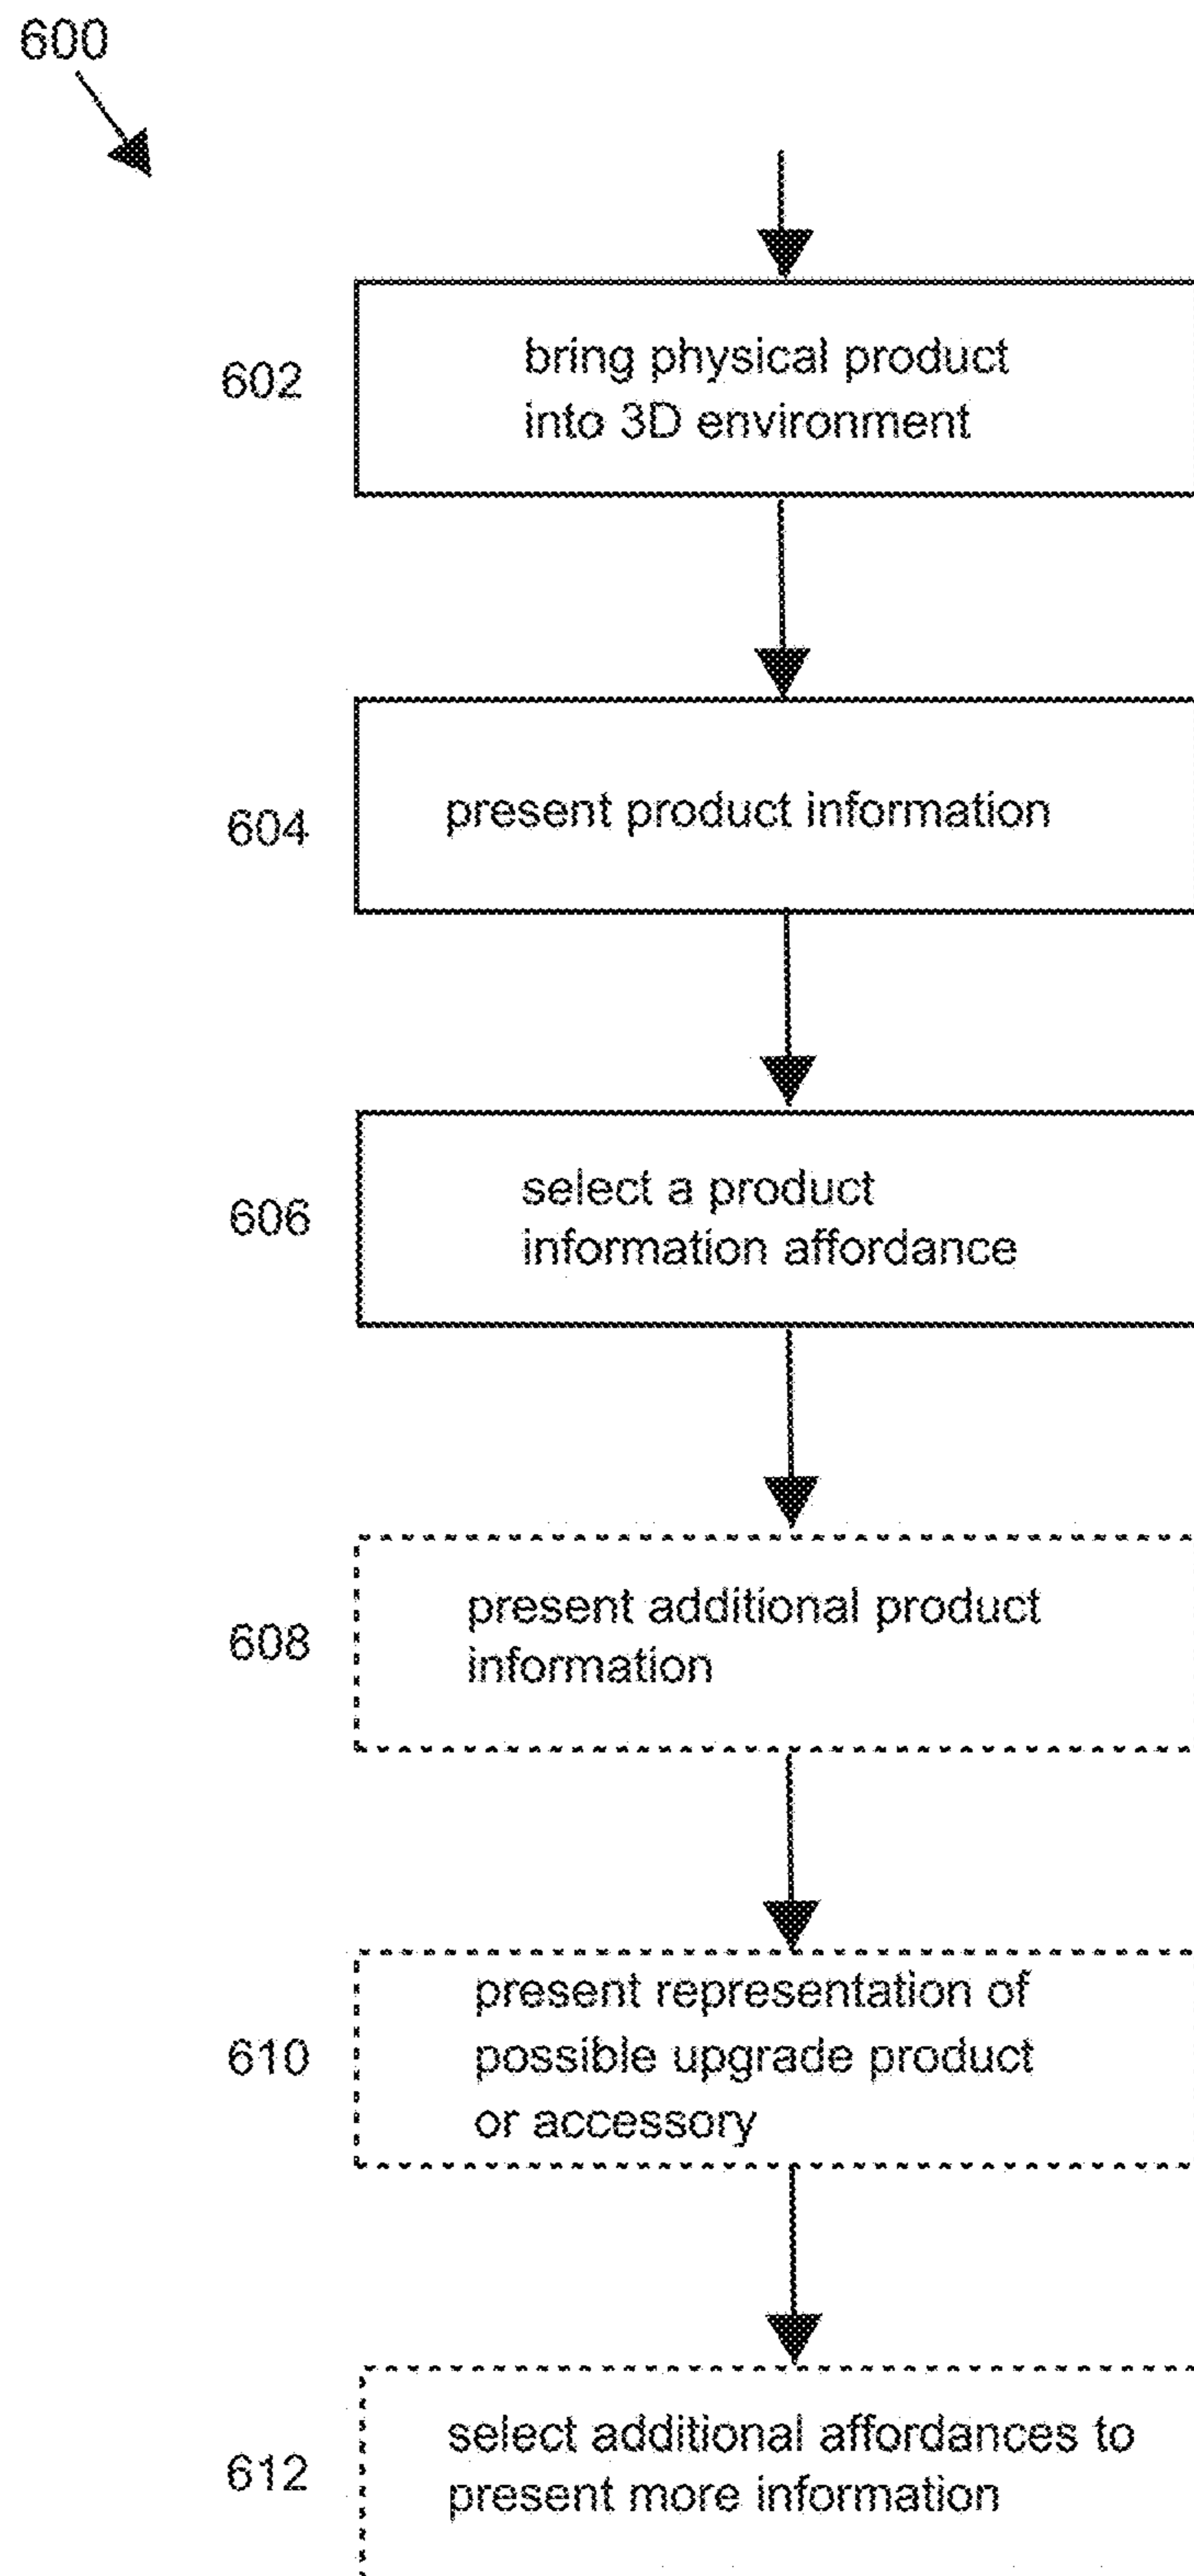 600
602
bring physical product
into 3D environment
604
present product information
606
select a product
information affordance
608
present additional product
information
610
present representation of
possible upgrade product
or accessory
612
select additional affordances to
present more information